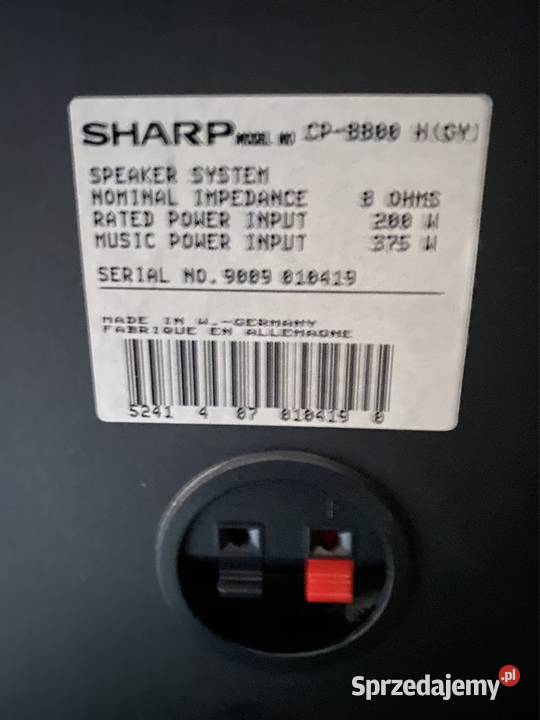 SHARP MODEL NO. CP-8800 H(GY)
SPEAKER SYSTEM
NOMINAL IMPEDANCE 8 OHMS
RATED POWER INPUT 200 W
MUSIC POWER INPUT 375 W
SERIAL NO. 9009 010419
MADE IN W.-GERMANY
FABRIQUE EN ALLEMAGNE
5241 4 07 010419 0
+
Sprzedajemy.pl